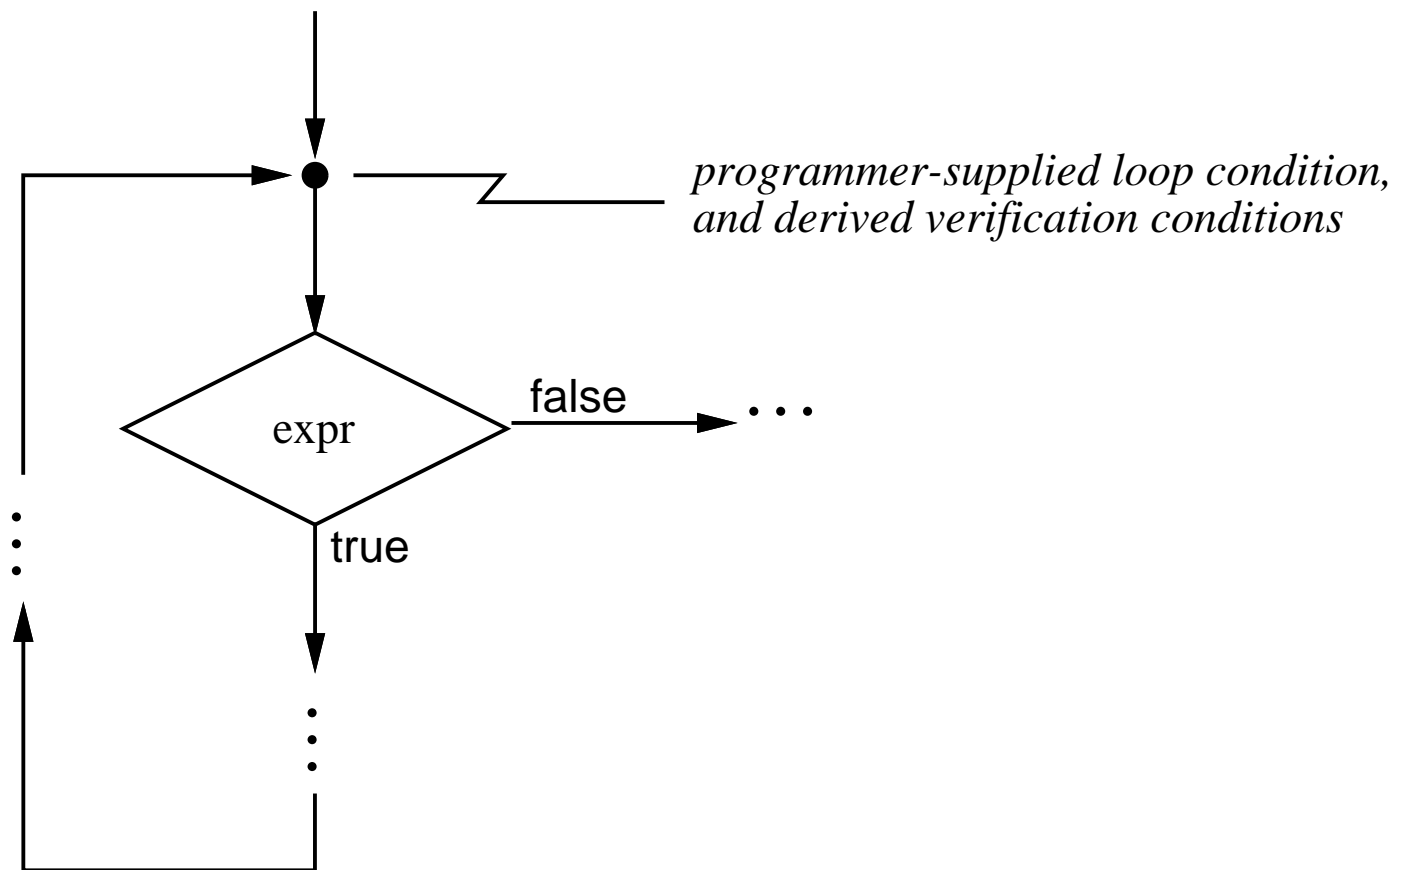 programmer-supplied loop condition,
and derived verification conditions
false
expr
true